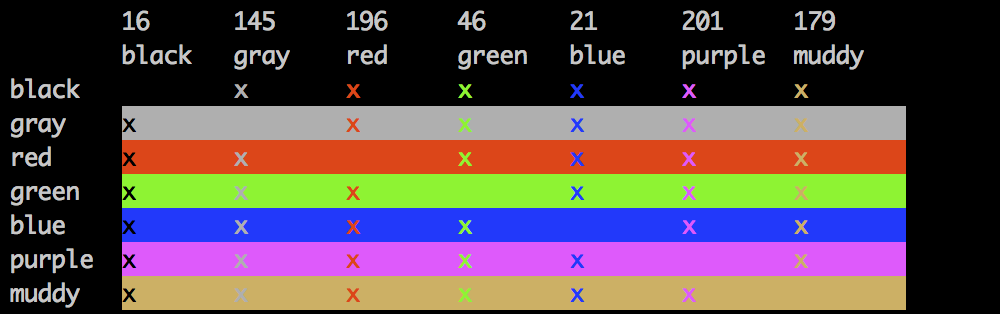 16 145 196 46 21 201 179
black gray red green blue purple muddy
black x x x x x x
gray x x x x x x
red x x x x x x
green x x x x x x
blue x x x x x x
purple x x x x x x
muddy x x x x x x